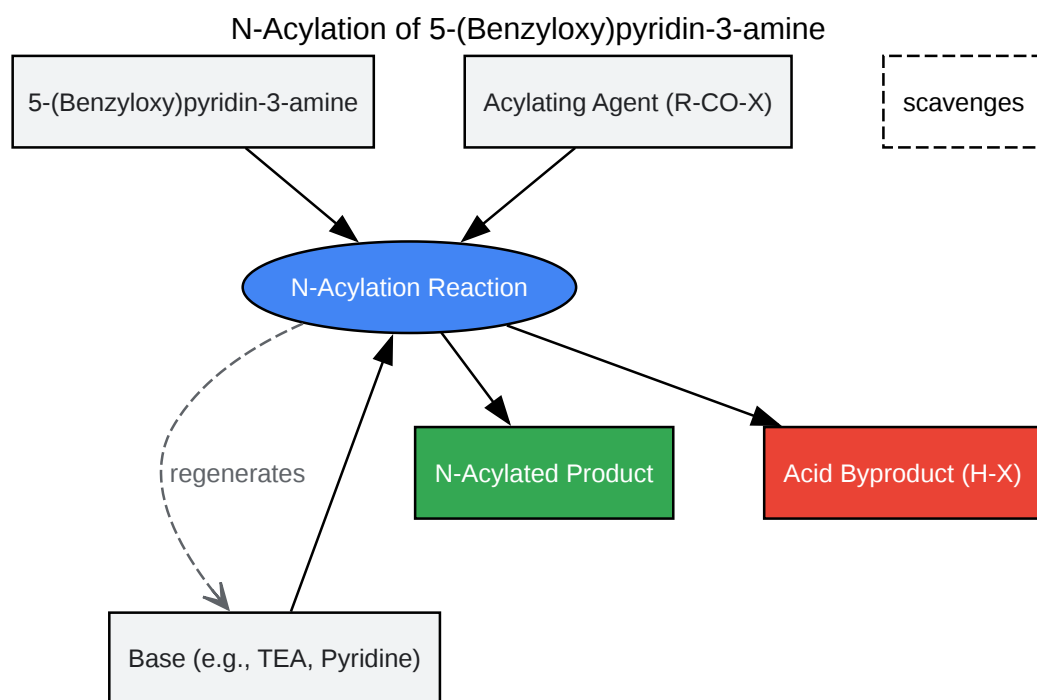 N-Acylation of 5-(Benzyloxy)pyridin-3-amine
5-(Benzyloxy)pyridin-3-amine
Acylating Agent (R-CO-X)
scavenges
N-Acylation Reaction
regenerates
N-Acylated Product
Acid Byproduct (H-X)
Base (e.g., TEA, Pyridine)